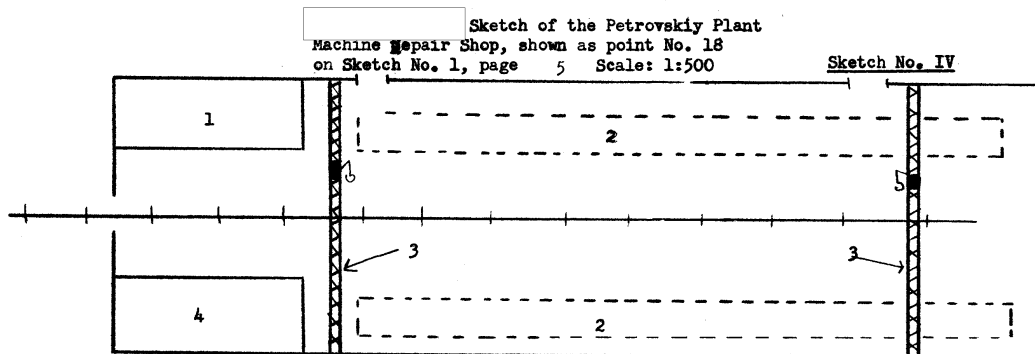 Sketch of the Petrovskiy Plant
Machine Repair Shop, shown as point No. 18
on Sketch No. 1, page 5 Scale: 1:500
Sketch No. IV
1
2
5
3
3
4
2